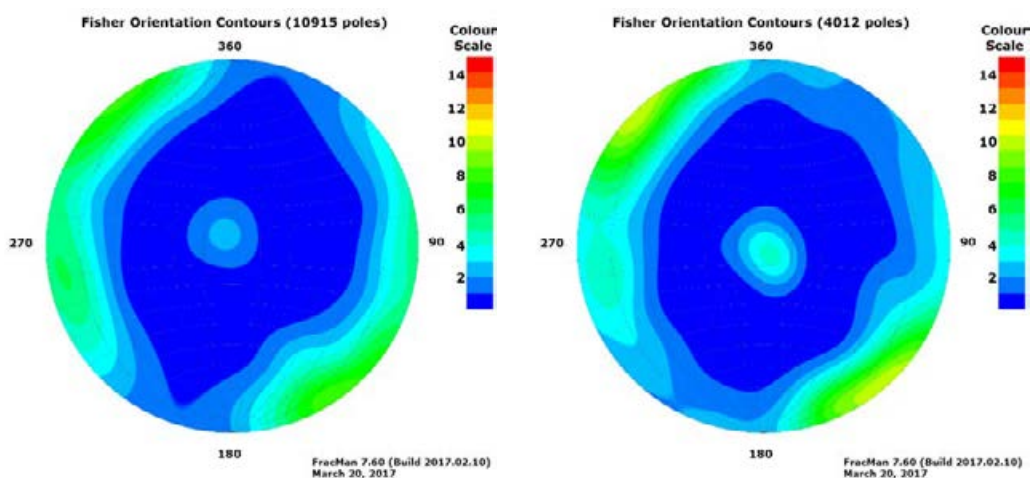 Fisher Orientation Contours (10915 poles)
Colour
Scale
360
14
12
10
8
6
4
2
270
90
180
FracMan 7.60 (Build 2017.02.10)
March 20, 2017
Fisher Orientation Contours (4012 poles)
Colour
Scale
360
14
12
10
8
6
4
2
270
90
180
FracMan 7.60 (Build 2017.02.10)
March 20, 2017